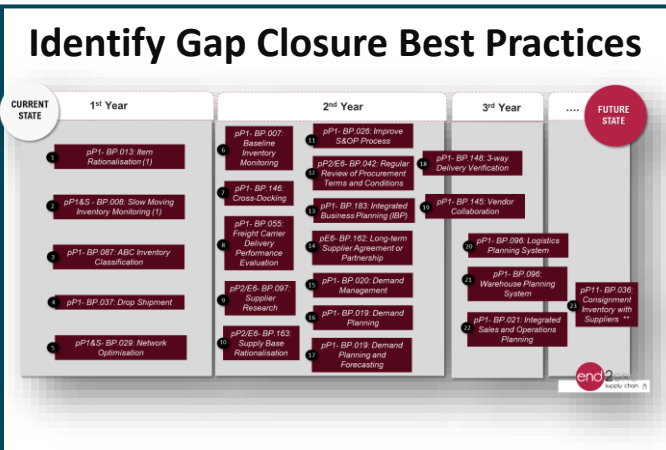 Identify Gap Closure Best Practices
CURRENT
STATE
1st Year
2nd Year
3rd Year
....
FUTURE
STATE
1
pP1- BP.013: Item
Rationalisation (1)
2
pP1&S - BP.008: Slow Moving
Inventory Monitoring (1)
3
pP1- BP.087: ABC Inventory
Classification
4
pP1- BP.037: Drop Shipment
5
pP1&S- BP.029: Network
Optimisation
6
pP1- BP.007:
Baseline
Inventory
Monitoring
7
pP1- BP.146:
Cross-Docking
8
pP1- BP.055:
Freight Carrier
Delivery
Performance
Evaluation
9
pP2/E6- BP.097:
Supplier
Research
10
pP2/E6- BP.163:
Supply Base
Rationalisation
11
pP1- BP.026: Improve
S&OP Process
12
pP2/E6- BP.042: Regular
Review of Procurement
Terms and Conditions
13
pP1- BP.183: Integrated
Business Planning (IBP)
14
pE6- BP.162: Long-term
Supplier Agreement or
Partnership
15
pP1- BP.020: Demand
Management
16
pP1- BP.019: Demand
Planning
17
pP1- BP.019: Demand
Planning and
Forecasting
18
pP1- BP.148: 3-way
Delivery Verification
19
pP1- BP.145: Vendor
Collaboration
20
pP1- BP.096: Logistics
Planning System
21
pP1- BP.096:
Warehouse Planning
System
22
pP1- BP.021: Integrated
Sales and Operations
Planning
23
pP11- BP.036:
Consignment
Inventory with
Suppliers **
end2end
supply chain